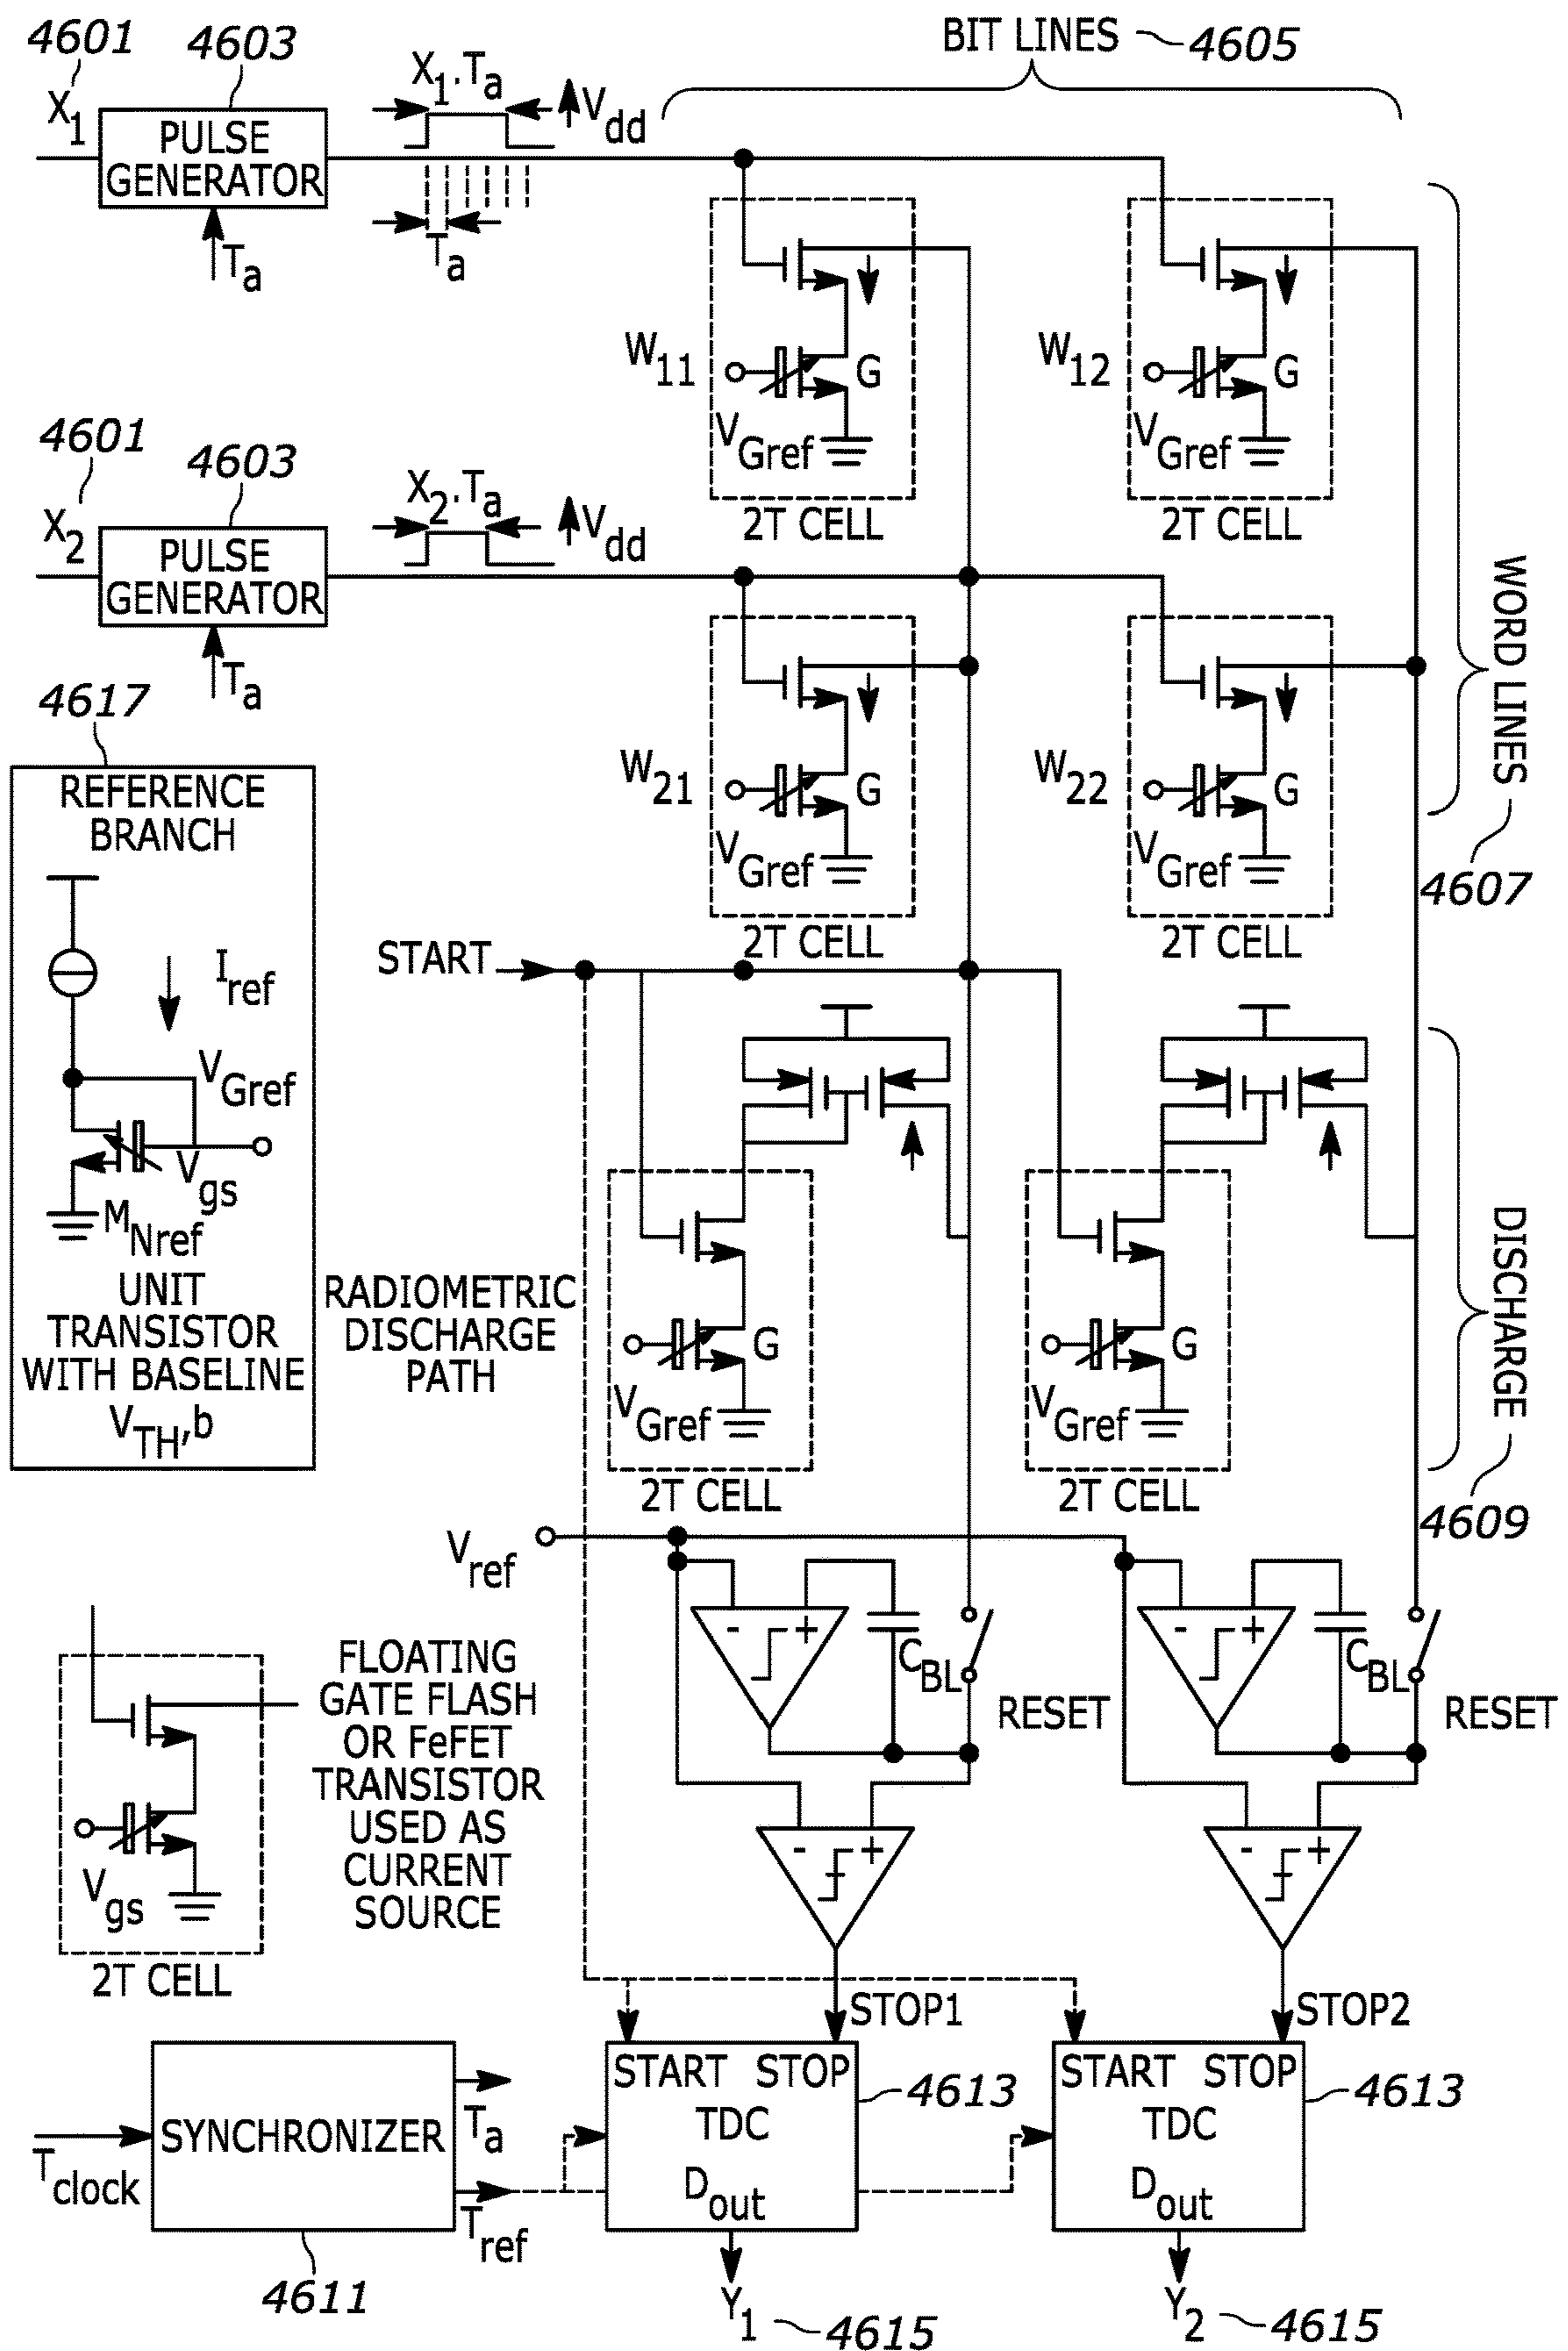 4601
4603
X1
PULSE
GENERATOR
Ta
X1.Ta
Vdd
Ta
BIT LINES
4605
W11
G
VGref
2T CELL
W12
G
VGref
2T CELL
4601
4603
X2
PULSE
GENERATOR
Ta
X2.Ta
Vdd
W21
G
VGref
2T CELL
W22
G
VGref
2T CELL
WORD LINES
4607
4617
REFERENCE
BRANCH
Iref
VGref
Vgs
MNref
UNIT
TRANSISTOR
WITH BASELINE
VTH,b
START
RADIOMETRIC
DISCHARGE
PATH
G
VGref
2T CELL
G
VGref
2T CELL
DISCHARGE
4609
Vref
- +
CBL
RESET
- +
CBL
RESET
- +
- +
FLOATING
GATE FLASH
OR FeFET
TRANSISTOR
USED AS
CURRENT
SOURCE
Vgs
2T CELL
STOP1
STOP2
Tclock
SYNCHRONIZER
Ta
Tref
4611
START STOP
TDC
Dout
4613
START STOP
TDC
Dout
4613
Y1
4615
Y2
4615